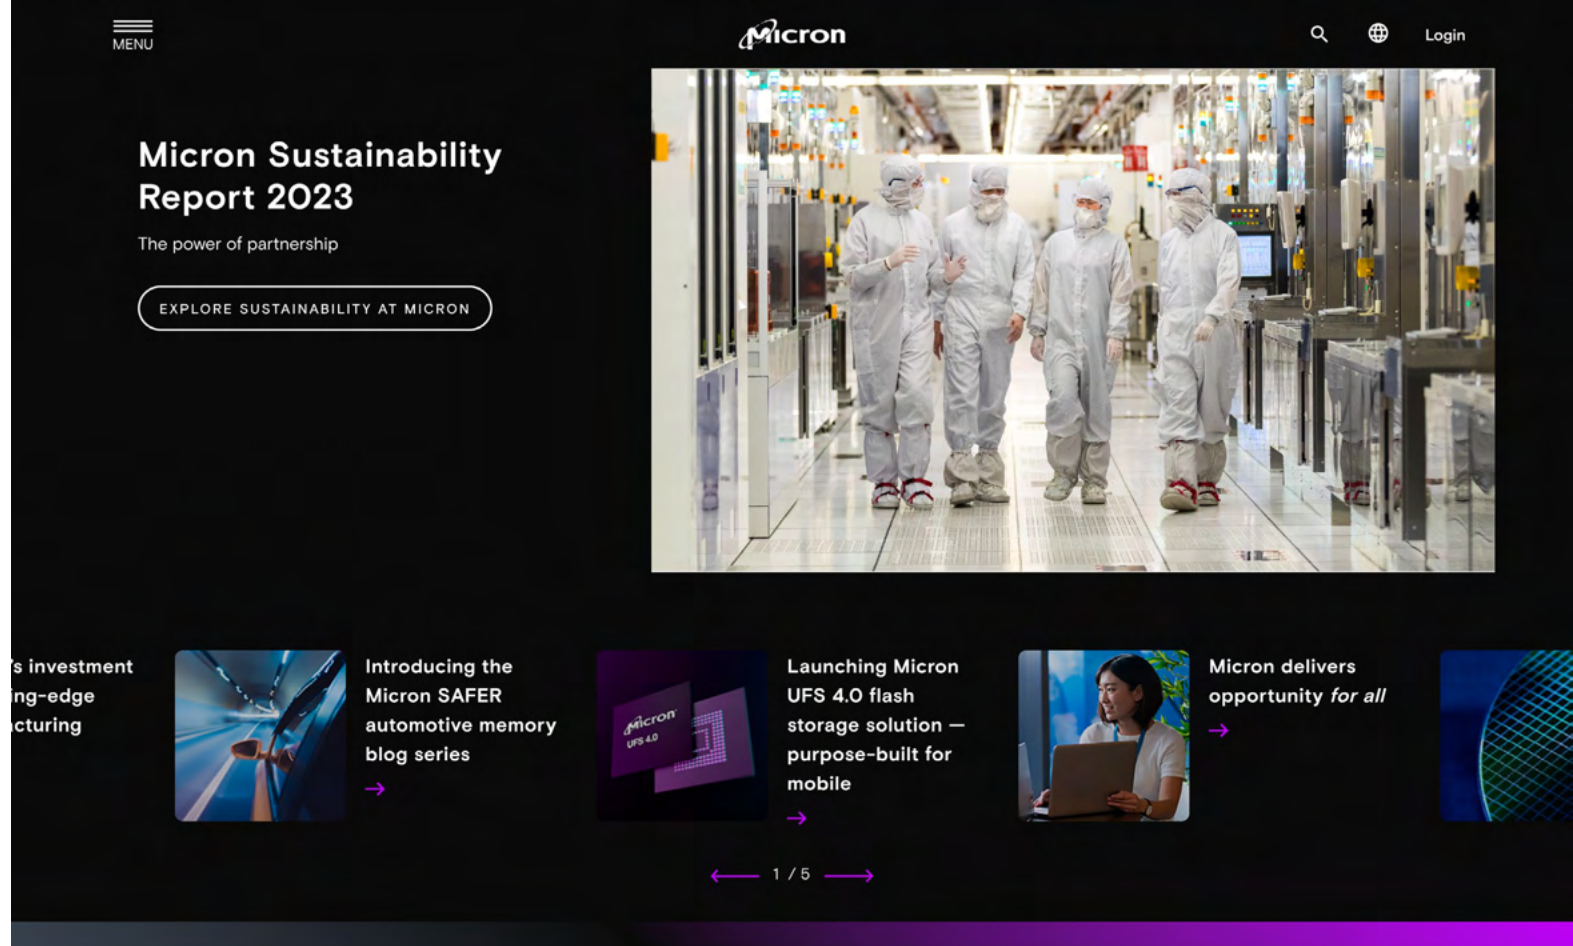 MENU
Micron
Login
Micron Sustainability
Report 2023
The power of partnership
EXPLORE SUSTAINABILITY AT MICRON
's investment
ing-edge
acturing
Introducing the
Micron SAFER
automotive memory
blog series
Micron
UFS 4.0
Launching Micron
UFS 4.0 flash
storage solution —
purpose-built for
mobile
Micron delivers
opportunity for all
1 / 5